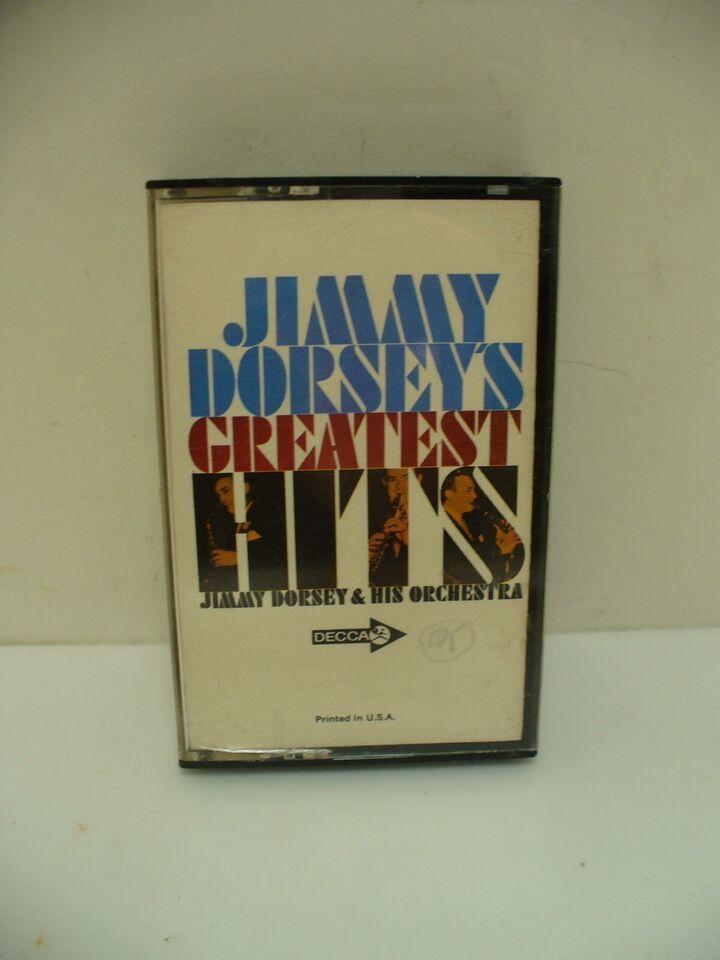 JIMMY
DORSEY'S
GREATEST
HITS
JIMMY DORSEY & HIS ORCHESTRA
DECCA
Printed in U.S.A.